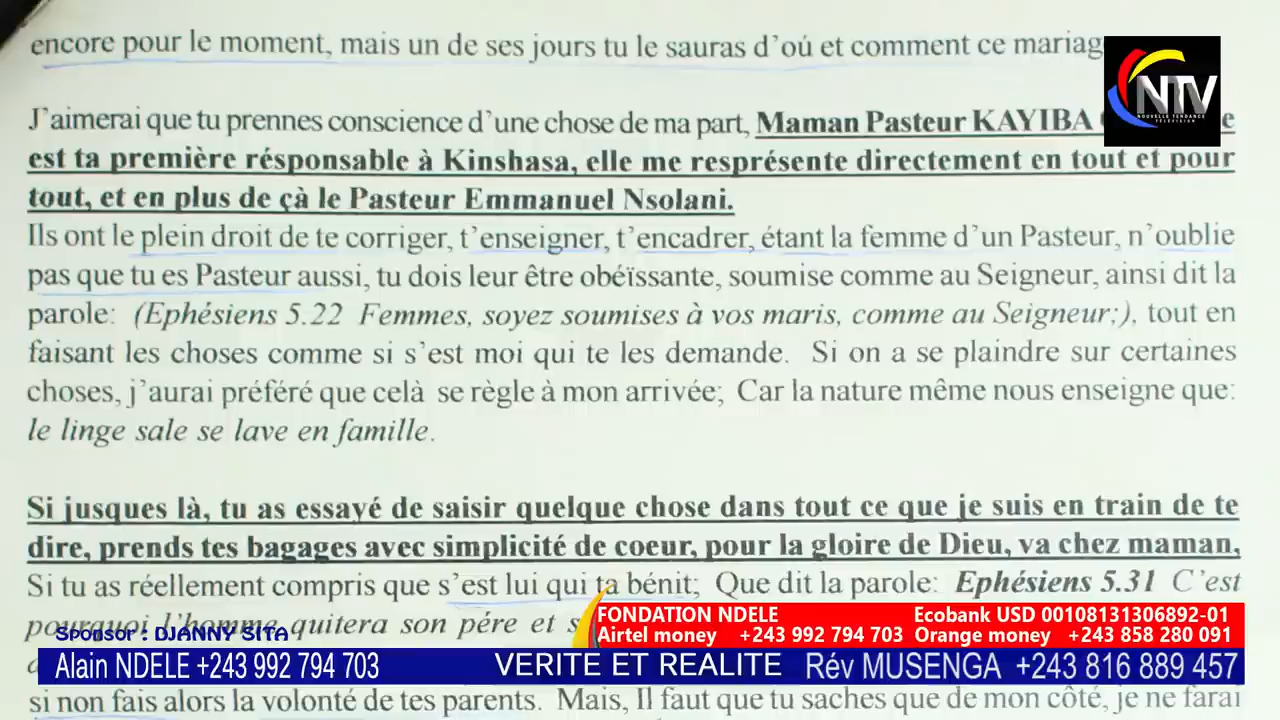 encore pour le moment, mais un de ses jours tu le sauras d'oú et comment ce mariag
NTV
NOUVELLE TENDANCE
TELEVISION
J'aimerai que tu prennes conscience d'une chose de ma part, Maman Pasteur KAYIBA
est ta première résponsable à Kinshasa, elle me resprésente directement en tout et pour
tout, et en plus de çà le Pasteur Emmanuel Nsolani.
Ils ont le plein droit de te corriger, t'enseigner, t'encadrer, étant la femme d'un Pasteur, n'oublie
pas que tu es Pasteur aussi, tu dois leur être obéïssante, soumise comme au Seigneur, ainsi dit la
parole: (Ephésiens 5.22 Femmes, soyez soumises à vos maris, comme au Seigneur;), tout en
faisant les choses comme si s'est moi qui te les demande. Si on a se plaindre sur certaines
choses, j'aurai préféré que celà se règle à mon arrivée; Car la nature même nous enseigne que:
le linge sale se lave en famille.
Si jusques là, tu as essayé de saisir quelque chose dans tout ce que je suis en train de te
dire, prends tes bagages avec simplicité de coeur, pour la gloire de Dieu, va chez maman,
Si tu as réellement compris que s'est lui qui ta bénit; Que dit la parole: Ephésiens 5.31 C'est
pourquoi l'homme quitera son pére et
Sponsor : DJANNY SITA
FONDATION NDELE Ecobank USD 00108131306892-01
Airtel money +243 992 794 703 Orange money +243 858 280 091
Alain NDELE +243 992 794 703 VERITE ET REALITE Rév MUSENGA +243 816 889 457
si non fais alors la volonté de tes parents. Mais, Il faut que tu saches que de mon côté, je ne farai